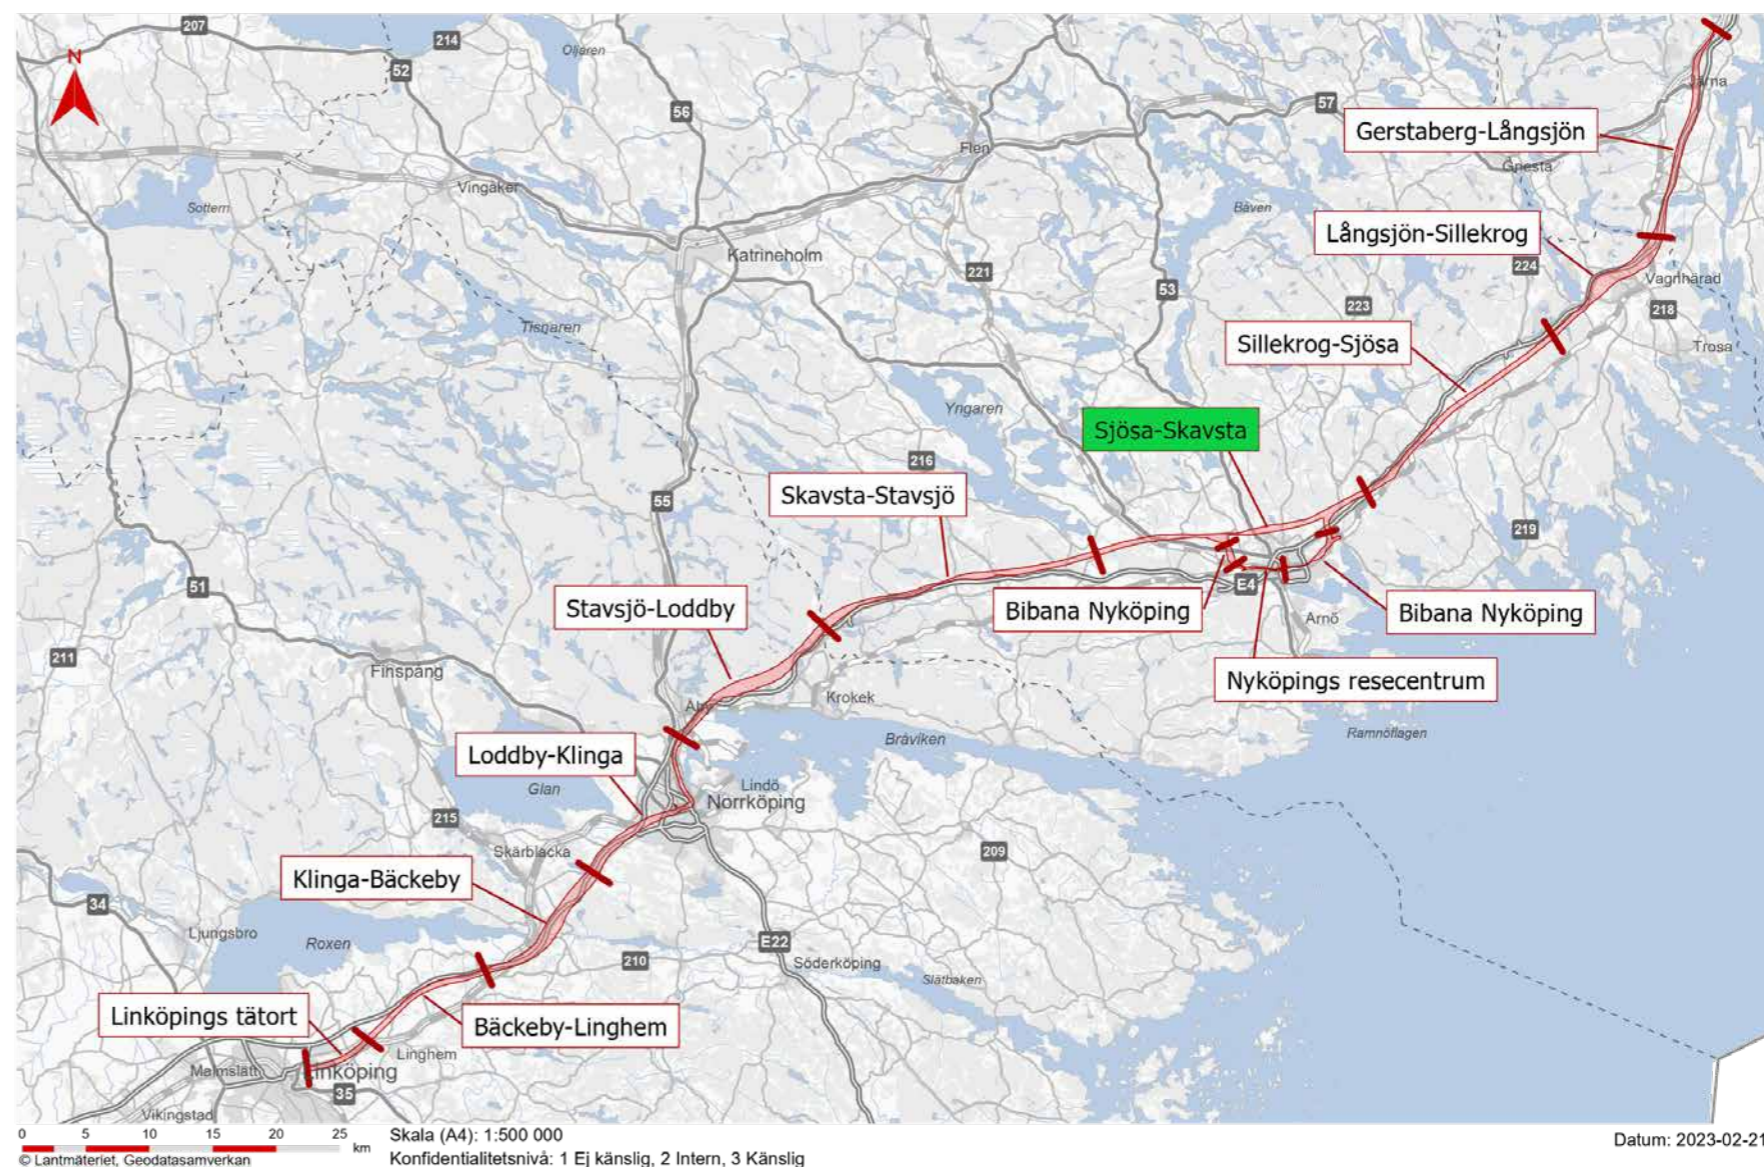 207
214
Oljaren
N
52
56
57
Järna
Gerstaberg-Långsjön
Flen
Gnesta
Vingåker
Sottern
Båven
Långsjön-Sillekrog
Katrineholm
221
224
53
Vagnhärad
223
218
Tisnaren
Sillekrog-Sjösa
Trosa
Yngaren
Sjösa-Skavsta
216
Skavsta-Stavsjö
55
219
51
E4
Stavsjö-Loddby
Bibana Nyköping
Bibana Nyköping
Arnö
211
Finspång
Nyköpings resecentrum
Krokek
Åby
Bråviken
Ramnöflagen
Loddby-Klinga
Glan
Lindö
Norrköping
215
Skärblacka
209
Klinga-Bäckeby
34
Ljungsbro
Roxen
E22
210
Söderköping
Slätbaken
Linköpings tätort
Bäckeby-Linghem
Linghem
Malmslätt
Linköping
35
Vikingstad
0 5 10 15 20 25 km
© Lantmäteriet, Geodatasamverkan
Skala (A4): 1:500 000
Konfidentialitetsnivå: 1 Ej känslig, 2 Intern, 3 Känslig
Datum: 2023-02-21